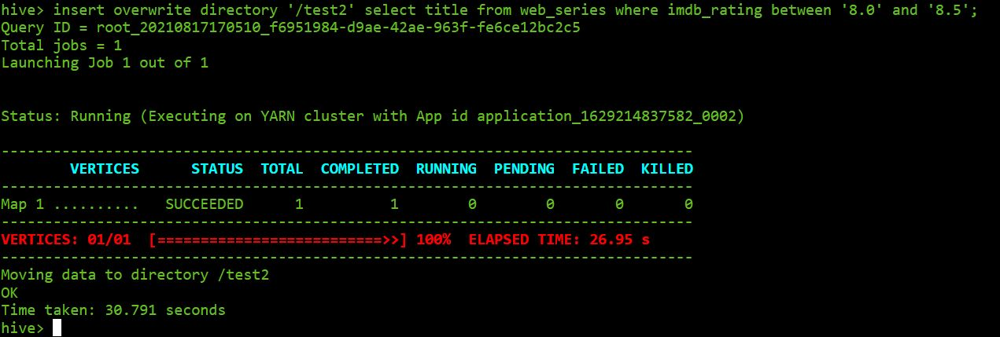 hive> insert overwrite directory '/test2' select title from web_series where imdb_rating between '8.0' and '8.5';
Query ID = root_20210817170510_f6951984-d9ae-42ae-963f-fe6ce12bc2c5
Total jobs = 1
Launching Job 1 out of 1
Status: Running (Executing on YARN cluster with App id application_1629214837582_0002)
--------------------------------------------------------------------------------
        VERTICES      STATUS  TOTAL  COMPLETED  RUNNING  PENDING  FAILED  KILLED
--------------------------------------------------------------------------------
Map 1 ..........   SUCCEEDED      1          1        0        0       0       0
--------------------------------------------------------------------------------
VERTICES: 01/01  [==========================>>] 100%  ELAPSED TIME: 26.95 s
--------------------------------------------------------------------------------
Moving data to directory /test2
OK
Time taken: 30.791 seconds
hive>